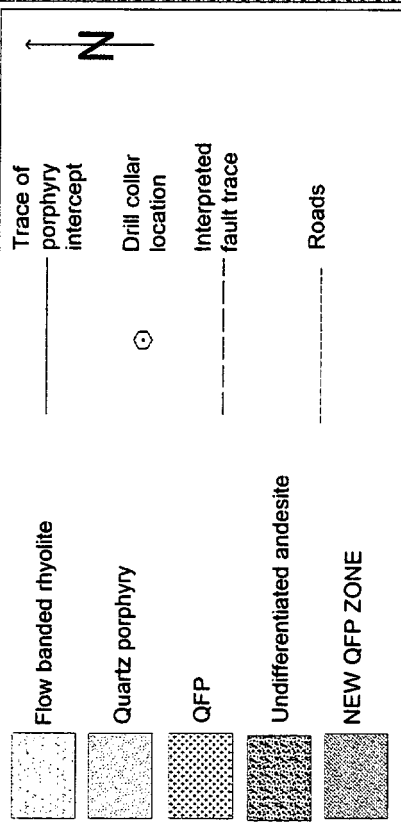 Flow banded rhyolite
Quartz porphyry
QFP
Undifferentiated andesite
NEW QFP ZONE
Trace of
porphyry
intercept
Drill collar
location
Interpreted
fault trace
Roads
N